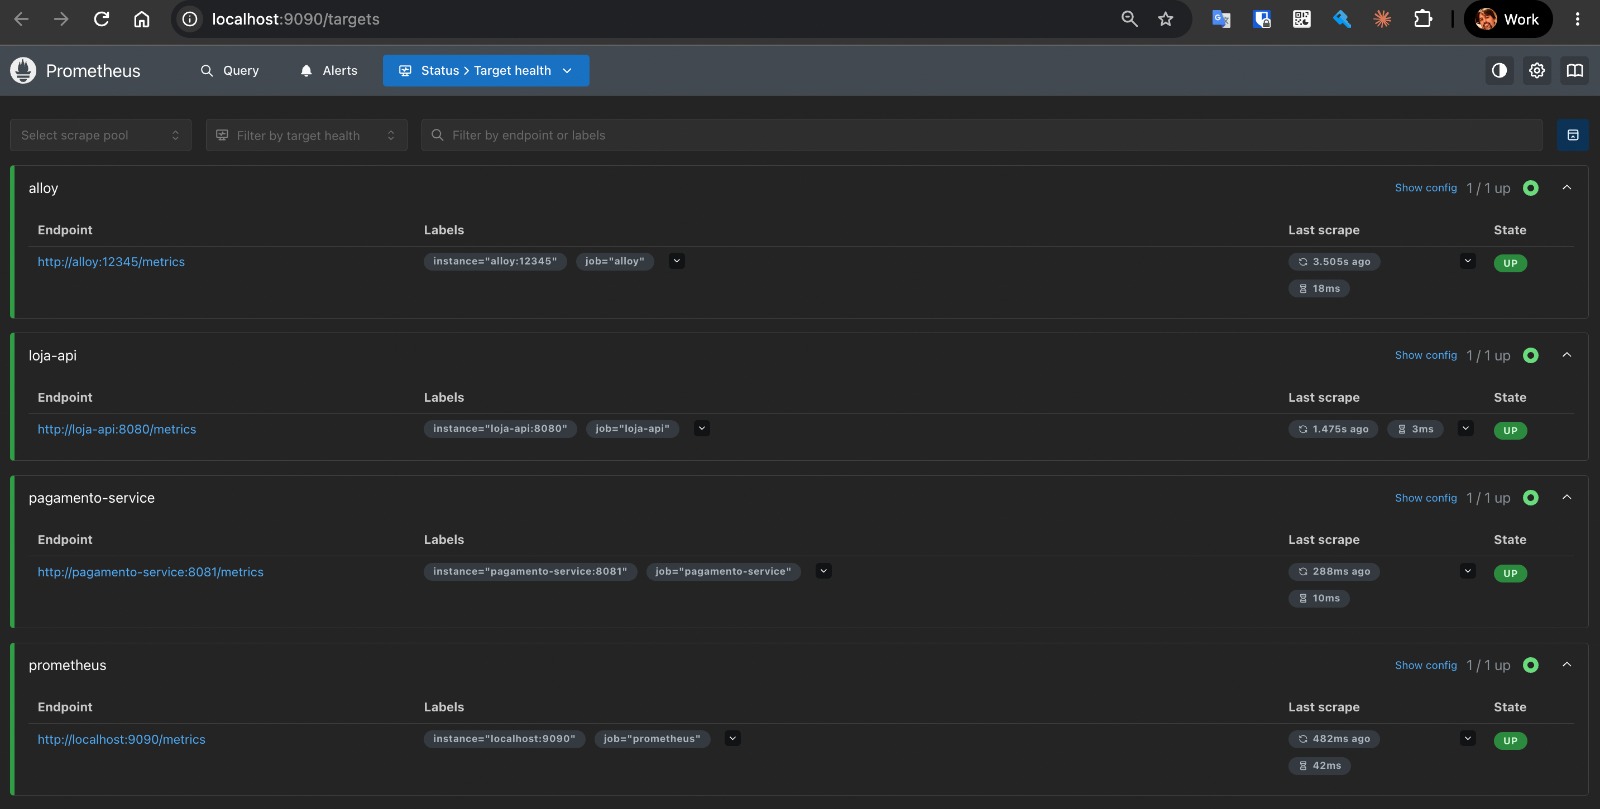 localhost:9090/targets
Work
Prometheus Query Alerts Status > Target health
Select scrape pool Filter by target health Filter by endpoint or labels
alloy Show config 1 / 1 up
Endpoint Labels Last scrape State
http://alloy:12345/metrics instance="alloy:12345" job="alloy" 3.505s ago UP
18ms
loja-api Show config 1 / 1 up
Endpoint Labels Last scrape State
http://loja-api:8080/metrics instance="loja-api:8080" job="loja-api" 1.475s ago 3ms UP
pagamento-service Show config 1 / 1 up
Endpoint Labels Last scrape State
http://pagamento-service:8081/metrics instance="pagamento-service:8081" job="pagamento-service" 288ms ago UP
10ms
prometheus Show config 1 / 1 up
Endpoint Labels Last scrape State
http://localhost:9090/metrics instance="localhost:9090" job="prometheus" 482ms ago UP
42ms